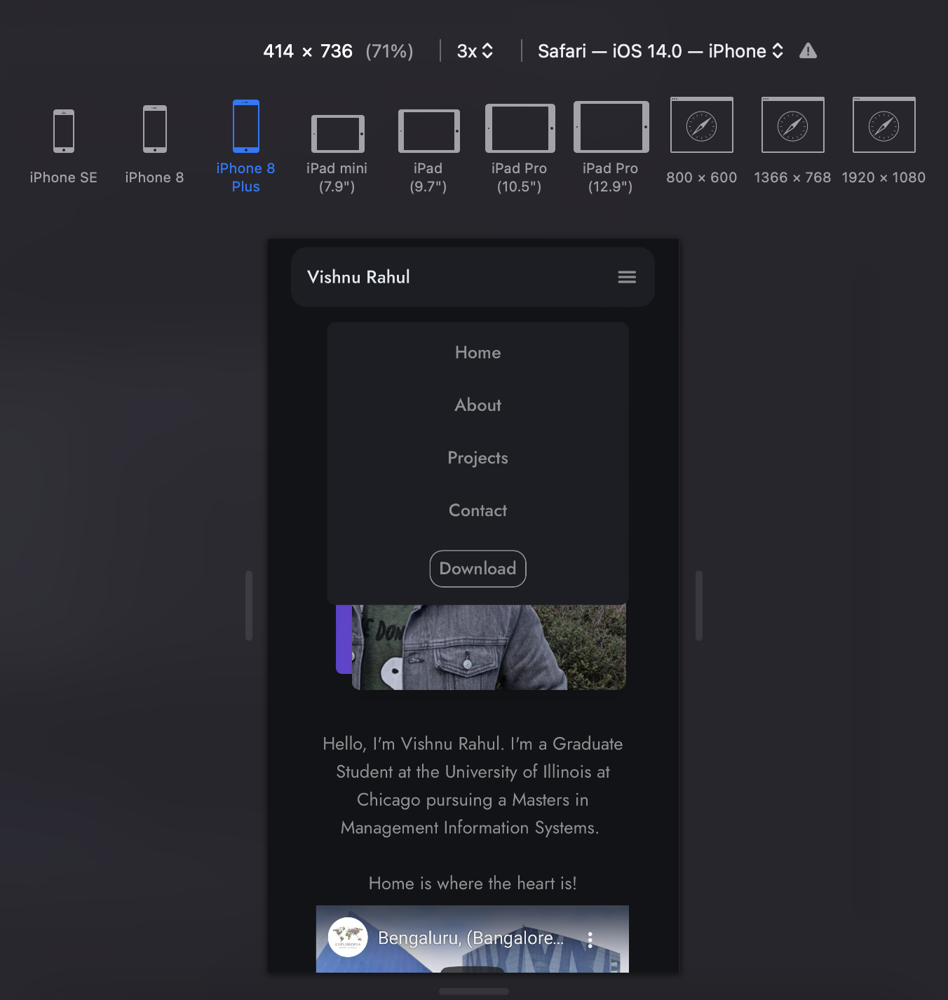 414 × 736 (71%) 3x Safari — iOS 14.0 — iPhone
iPhone SE
iPhone 8
iPhone 8
Plus
iPad mini
(7.9")
iPad
(9.7")
iPad Pro
(10.5")
iPad Pro
(12.9")
800 × 600
1366 × 768
1920 × 1080
Vishnu Rahul
Home
About
Projects
Contact
Download
E DON
Hello, I'm Vishnu Rahul. I'm a Graduate
Student at the University of Illinois at
Chicago pursuing a Masters in
Management Information Systems.
Home is where the heart is!
EXPLOROPIA
Bengaluru, (Bangalore...